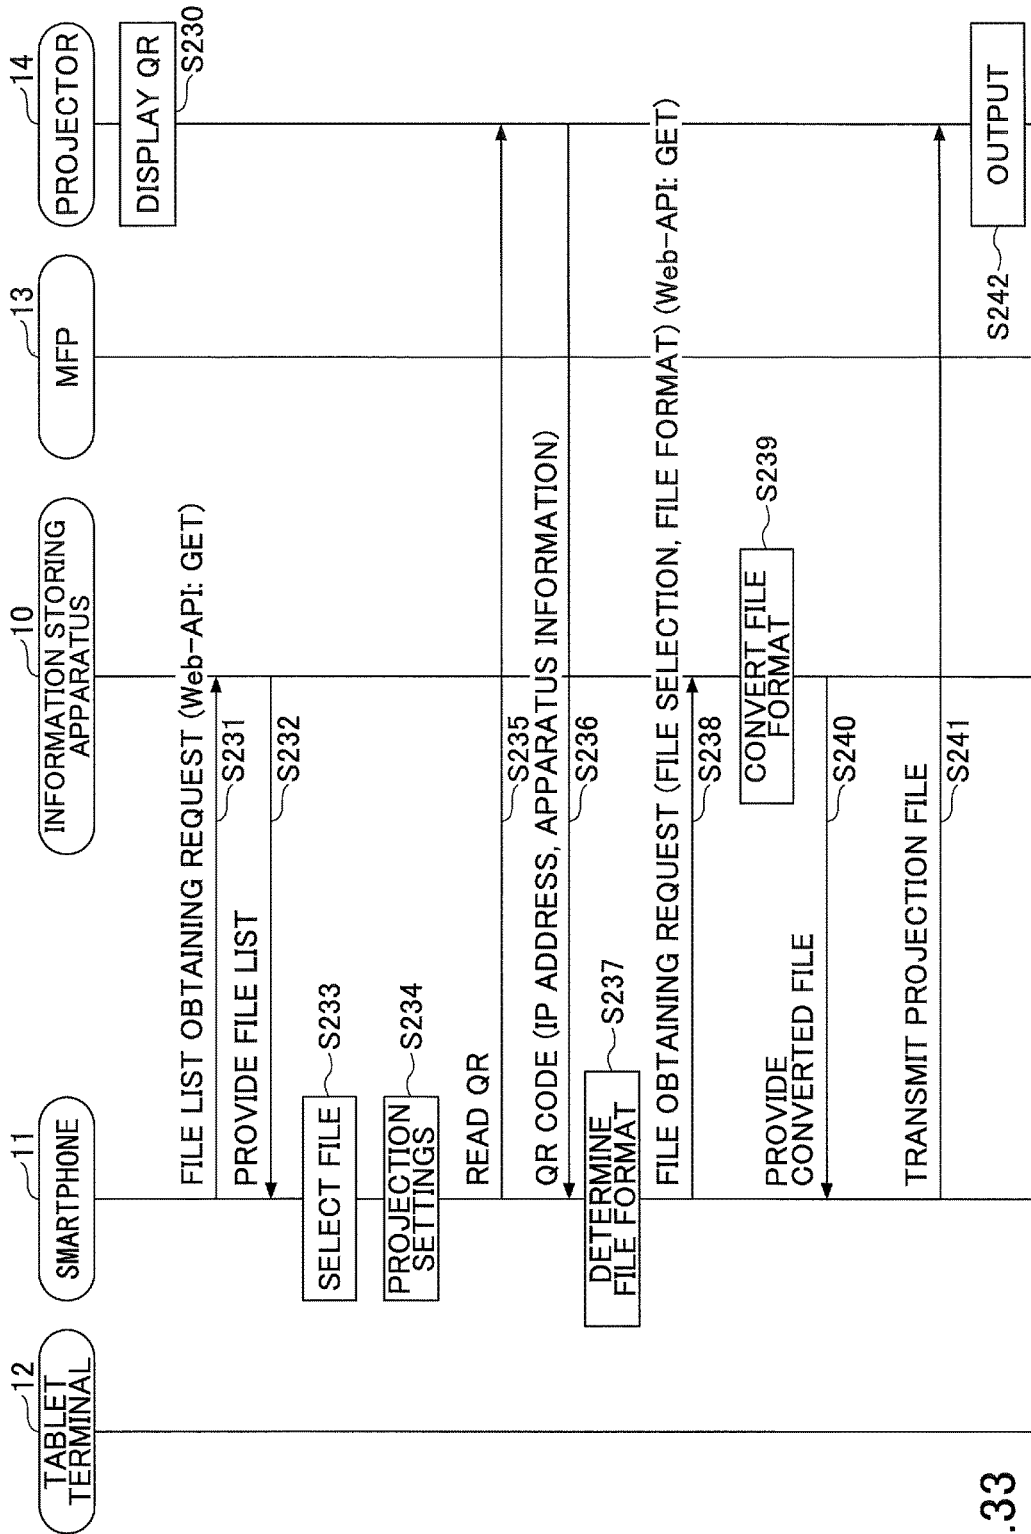 12
TABLET
TERMINAL
11
SMARTPHONE
10
INFORMATION STORING
APPARATUS
13
MFP
14
PROJECTOR
DISPLAY QR
S230
FILE LIST OBTAINING REQUEST (Web-API: GET)
S231
PROVIDE FILE LIST
S232
SELECT FILE
S233
PROJECTION
SETTINGS
S234
READ QR
S235
QR CODE (IP ADDRESS, APPARATUS INFORMATION)
S236
DETERMINE
FILE FORMAT
S237
FILE OBTAINING REQUEST (FILE SELECTION, FILE FORMAT) (Web-API: GET)
S238
CONVERT FILE
FORMAT
S239
PROVIDE
CONVERTED FILE
S240
TRANSMIT PROJECTION FILE
S241
OUTPUT
S242
.33